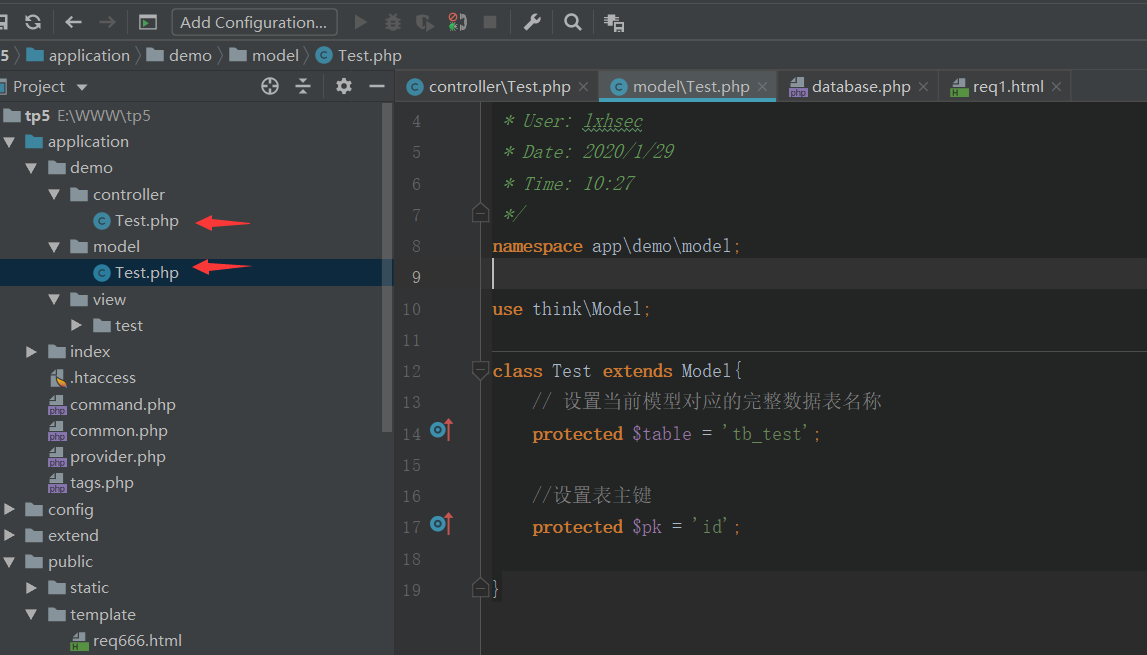 Add Configuration...
5 application demo model Test.php
Project
controller\Test.php model\Test.php database.php req1.html
tp5 E:\WWW\tp5
application
demo
controller
Test.php
model
Test.php
view
test
index
.htaccess
command.php
common.php
provider.php
tags.php
config
extend
public
static
template
req666.html
4 * User: lxhsec
5 * Date: 2020/1/29
6 * Time: 10:27
7 */
8 namespace app\demo\model;
9
10 use think\Model;
11
12 class Test extends Model{
13 // 设置当前模型对应的完整数据表名称
14 protected $table = 'tb_test';
15
16 //设置表主键
17 protected $pk = 'id';
18
19 }